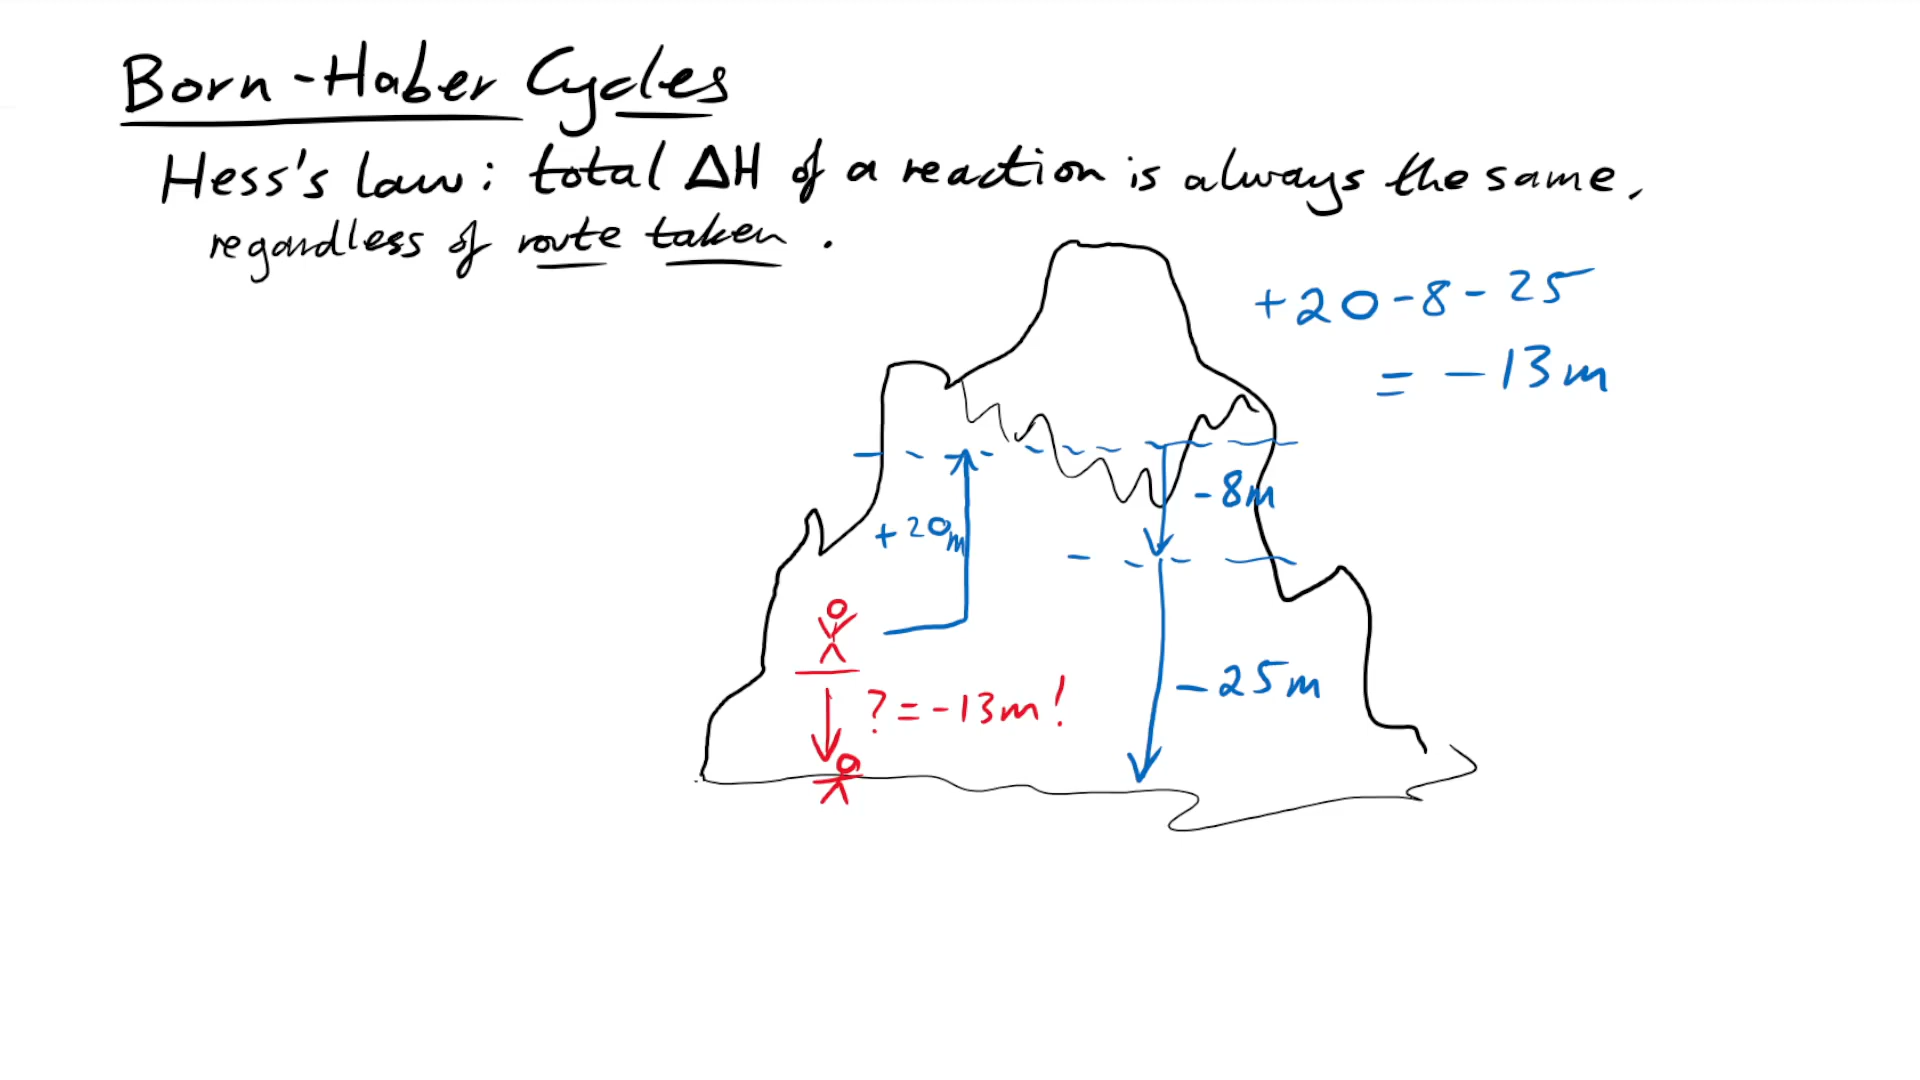 Born-Haber Cycles
Hess's law: total ΔH of a reaction is always the same,
regardless of route taken.
+20-8-25
= -13m
-8m
+20m
-25m
? = -13m!